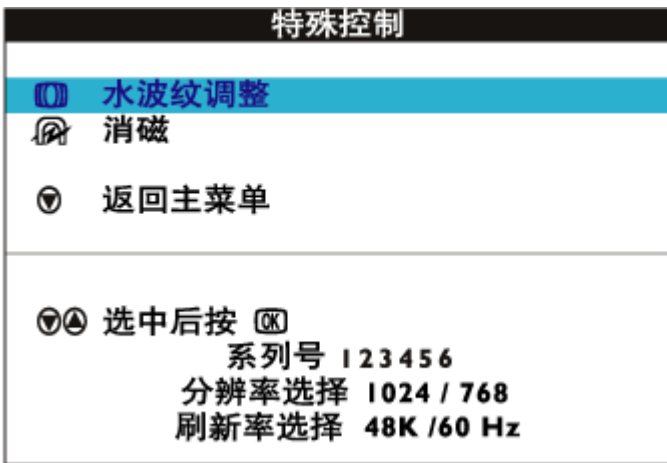 特殊控制
水波纹调整
消磁
返回主菜单
选中后按 OK
系列号 123456
分辨率选择 1024 / 768
刷新率选择 48K /60 Hz